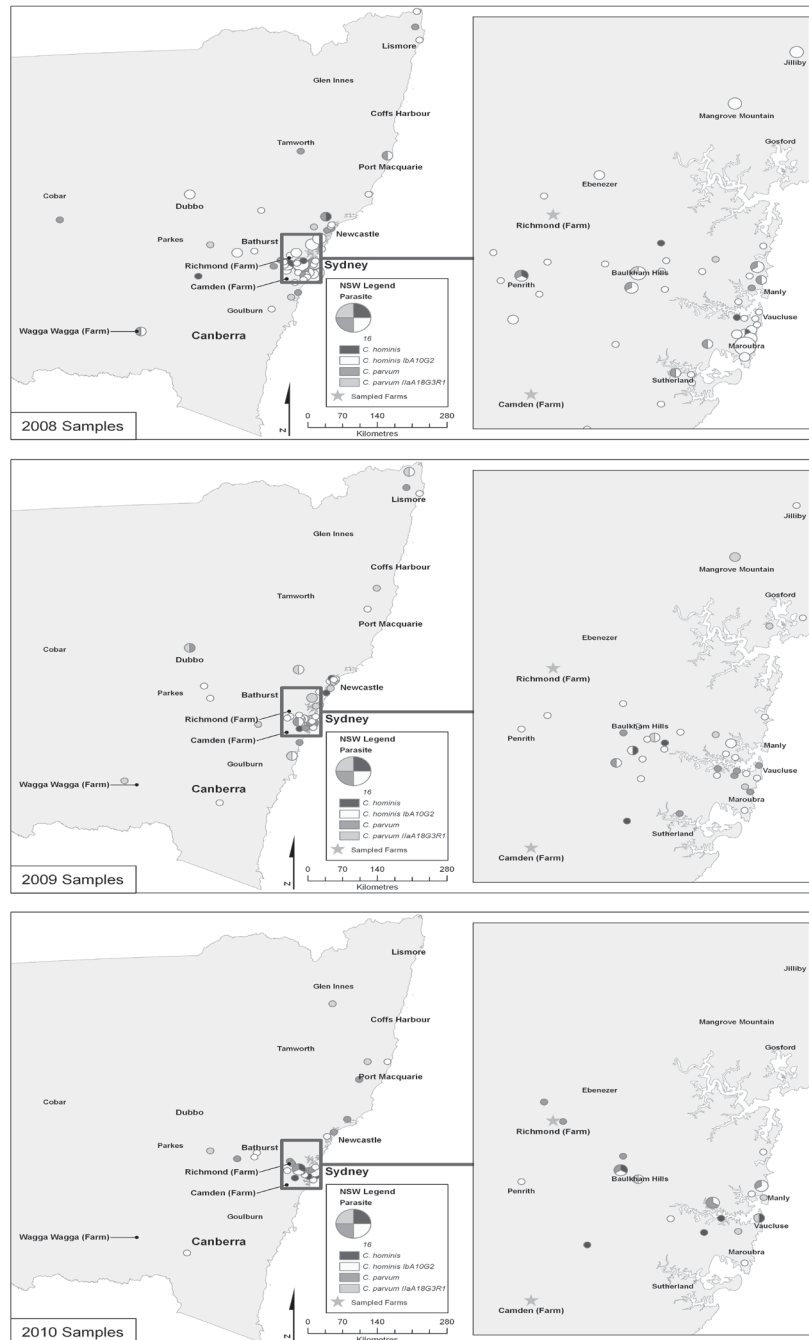 Lismore
Glen Innes
Coffs Harbour
Tamworth
Port Macquarie
Cobar
Dubbo
Parkes
Bathurst
Newcastle
Richmond (Farm)
Sydney
Camden (Farm)
Goulburn
Wagga Wagga (Farm)
Canberra
NSW Legend
Parasite
16
C. hominis
C. hominis IbA10G2
C. parvum
C. parvum IIaA18G3R1
Sampled Farms
N
0 70 140 280
Kilometres
2008 Samples
Jilliby
Mangrove Mountain
Gosford
Ebenezer
Richmond (Farm)
Penrith
Baulkham Hills
Manly
Vaucluse
Maroubra
Sutherland
Camden (Farm)
Lismore
Glen Innes
Coffs Harbour
Tamworth
Port Macquarie
Cobar
Dubbo
Parkes
Bathurst
Newcastle
Richmond (Farm)
Sydney
Camden (Farm)
Goulburn
Wagga Wagga (Farm)
Canberra
NSW Legend
Parasite
16
C. hominis
C. hominis IbA10G2
C. parvum
C. parvum IIaA18G3R1
Sampled Farms
N
0 70 140 280
Kilometres
2009 Samples
Jilliby
Mangrove Mountain
Gosford
Ebenezer
Richmond (Farm)
Penrith
Baulkham Hills
Manly
Vaucluse
Maroubra
Sutherland
Camden (Farm)
Lismore
Glen Innes
Coffs Harbour
Tamworth
Port Macquarie
Cobar
Dubbo
Parkes
Bathurst
Newcastle
Richmond (Farm)
Sydney
Camden (Farm)
Goulburn
Wagga Wagga (Farm)
Canberra
NSW Legend
Parasite
16
C. hominis
C. hominis IbA10G2
C. parvum
C. parvum IIaA18G3R1
Sampled Farms
N
0 70 140 280
Kilometres
2010 Samples
Jilliby
Mangrove Mountain
Gosford
Ebenezer
Richmond (Farm)
Baulkham Hills
Penrith
Manly
Vaucluse
Maroubra
Sutherland
Camden (Farm)